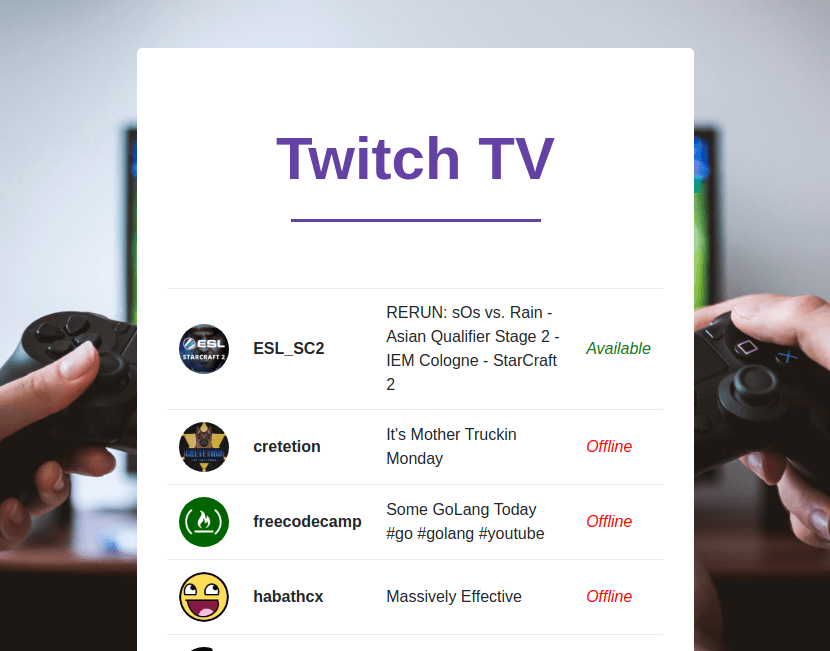 Twitch TV
RERUN: sOs vs. Rain -
Asian Qualifier Stage 2 -
ESL
STARCRAFT 2
ESL_SC2
IEM Cologne - StarCraft
2
Available
CRETETION
cretetion
It's Mother Truckin
Monday
Offline
freecodecamp
Some GoLang Today
#go #golang #youtube
Offline
habathcx
Massively Effective
Offline